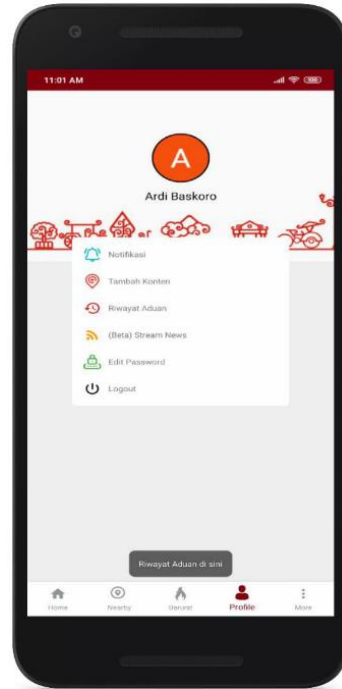 11:01 AM
A
Ardi Baskoro
Notifikasi
Tambah Konten
Riwayat Aduan
(Beta) Stream News
Edit Password
Logout
Riwayat Aduan di sini
Home
Nearby
Darurat
Profile
More